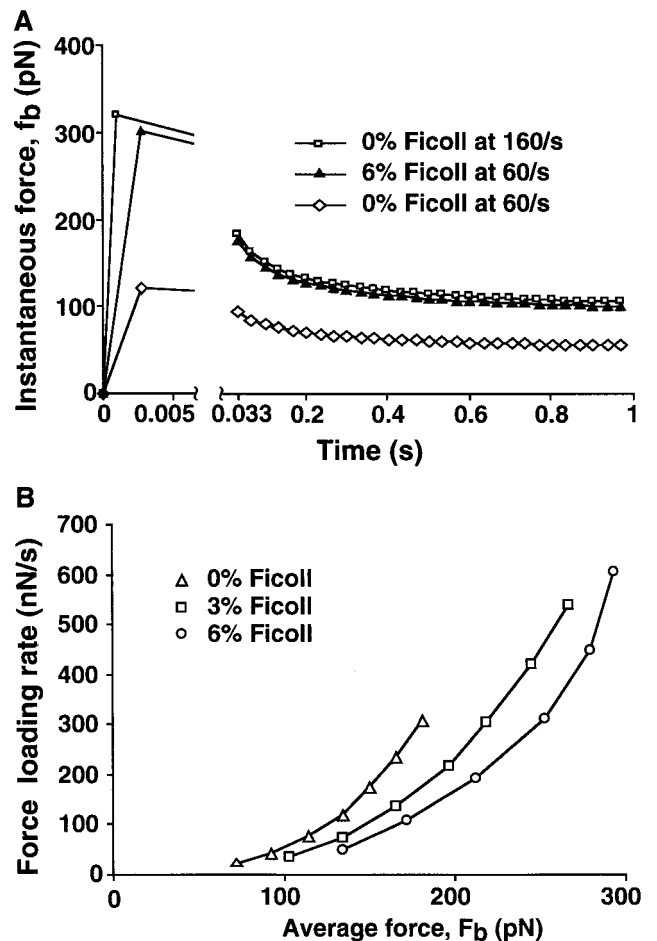 A
Instantaneous force, fb (pN)
400
300
200
100
0
0% Ficoll at 160/s
6% Ficoll at 60/s
0% Ficoll at 60/s
0 0.005 0.033 0.2 0.4 0.6 0.8 1
Time (s)
B
Force loading rate (nN/s)
700
600
500
400
300
200
100
0
0% Ficoll
3% Ficoll
6% Ficoll
0 100 200 300
Average force, Fb (pN)